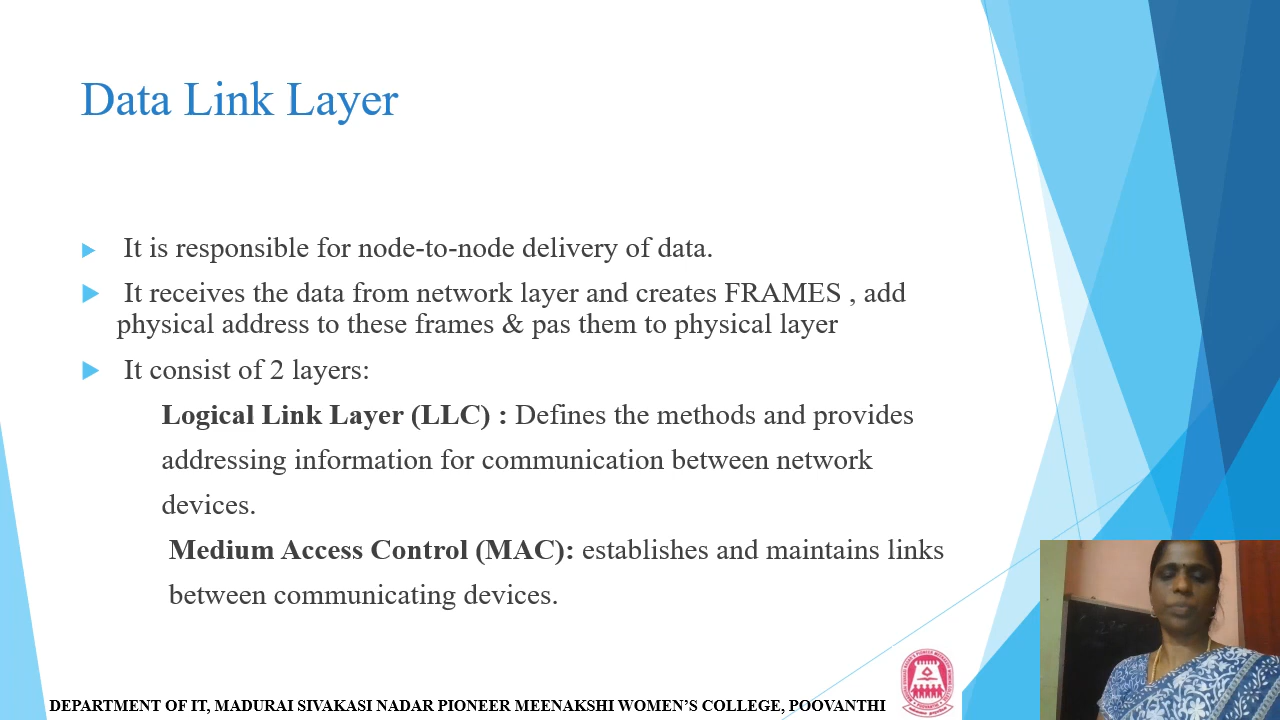 Data Link Layer
It is responsible for node-to-node delivery of data.
It receives the data from network layer and creates FRAMES , add
physical address to these frames & pas them to physical layer
It consist of 2 layers:
Logical Link Layer (LLC) : Defines the methods and provides
addressing information for communication between network
devices.
Medium Access Control (MAC): establishes and maintains links
between communicating devices.
DEPARTMENT OF IT, MADURAI SIVAKASI NADAR PIONEER MEENAKSHI WOMEN’S COLLEGE, POOVANTHI